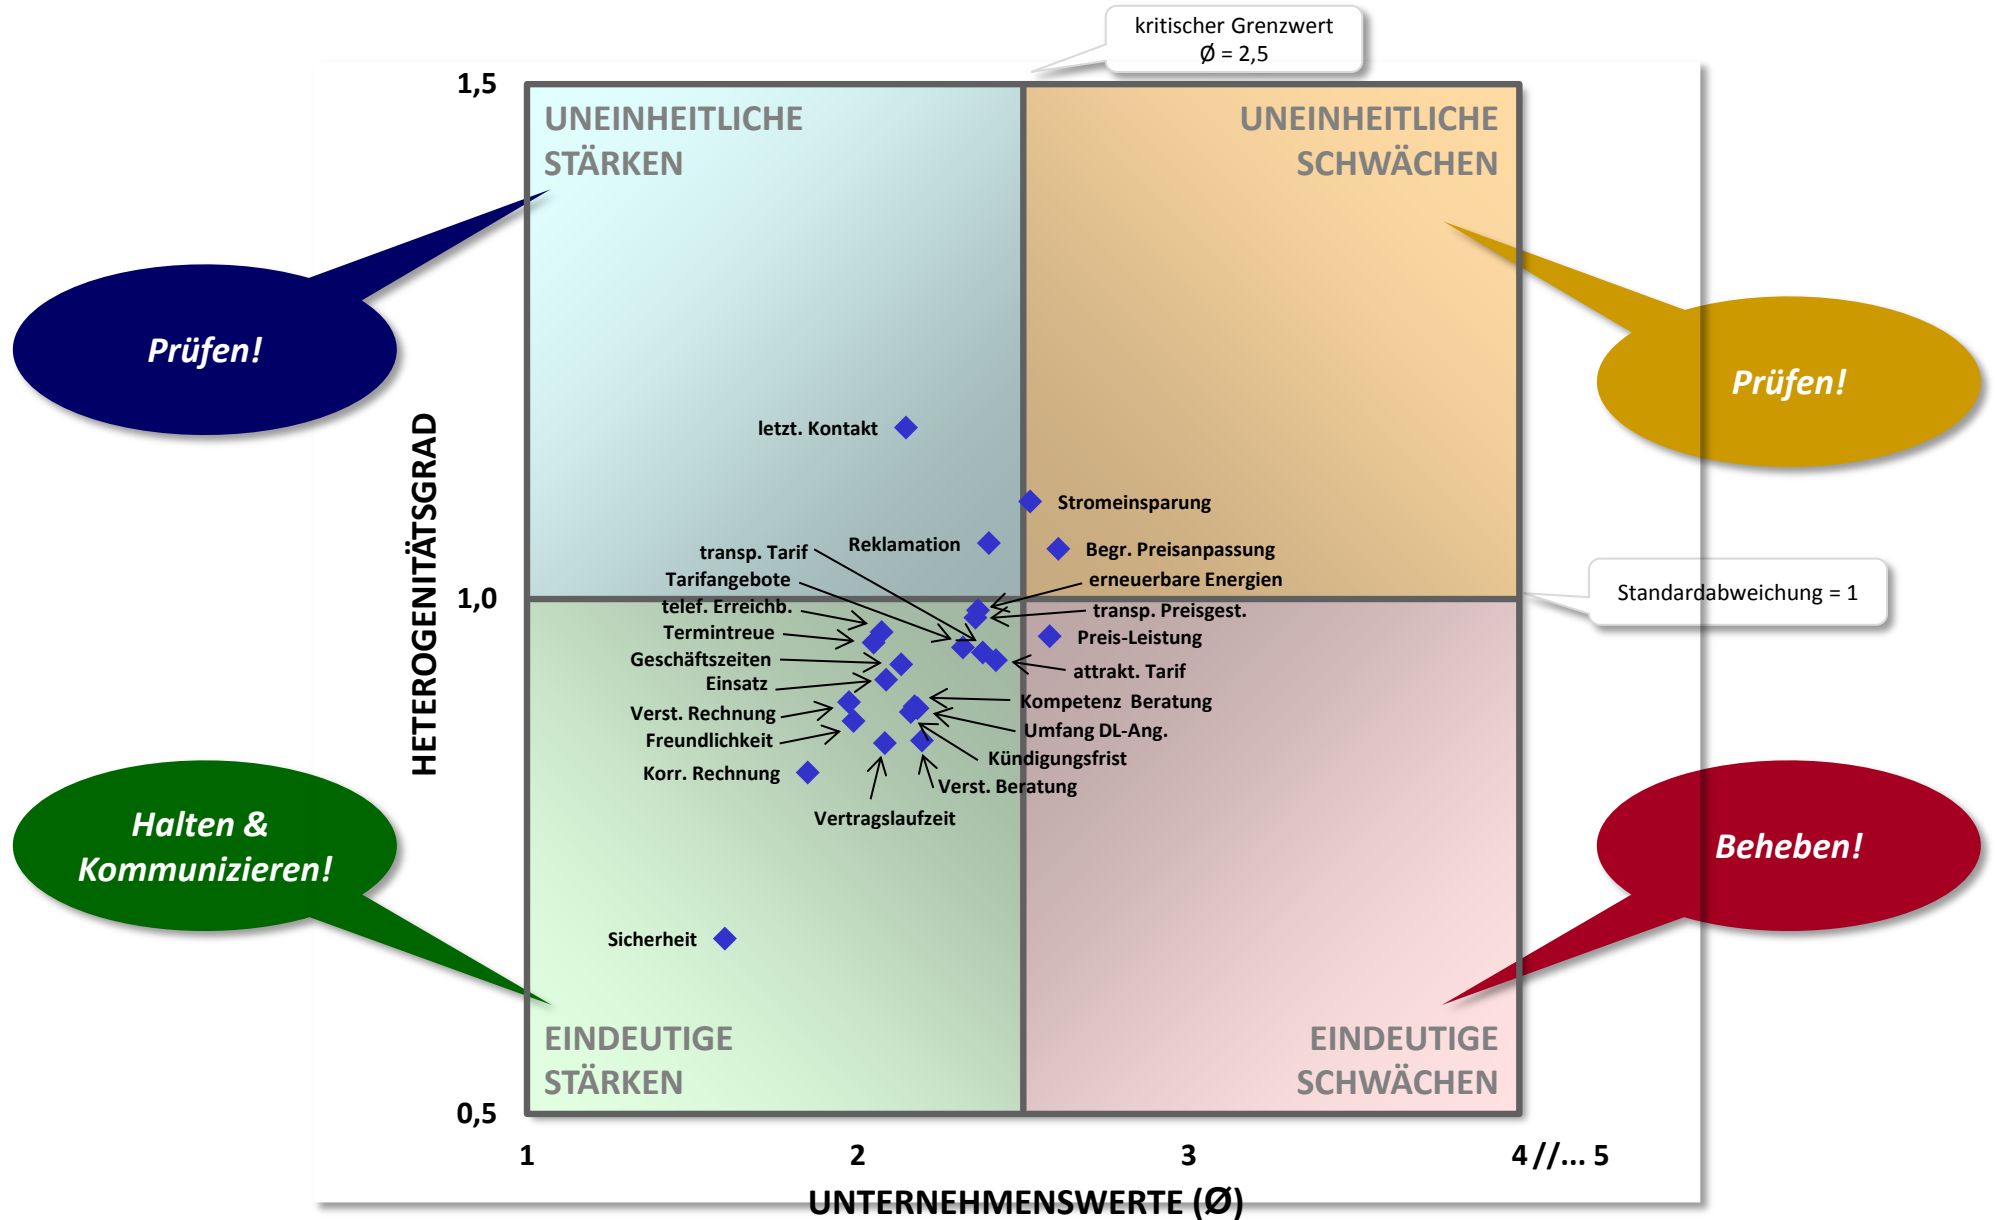 kritischer Grenzwert
Ø = 2,5
1,5
UNEINHEITLICHE
STÄRKEN
UNEINHEITLICHE
SCHWÄCHEN
Prüfen!
Prüfen!
HETEROGENITÄTSGRAD
letzt. Kontakt
Stromeinsparung
Reklamation
Begr. Preisanpassung
transp. Tarif
Tarifangebote
erneuerbare Energien
1,0
Standardabweichung = 1
telef. Erreichb.
transp. Preisgest.
Termintreue
Preis-Leistung
Geschäftszeiten
attrakt. Tarif
Einsatz
Kompetenz Beratung
Verst. Rechnung
Umfang DL-Ang.
Freundlichkeit
Kündigungsfrist
Korr. Rechnung
Verst. Beratung
Vertragslaufzeit
Halten &
Kommunizieren!
Beheben!
Sicherheit
EINDEUTIGE
STÄRKEN
EINDEUTIGE
SCHWÄCHEN
0,5
1 2 3 4 //... 5
UNTERNEHMENSWERTE (Ø)